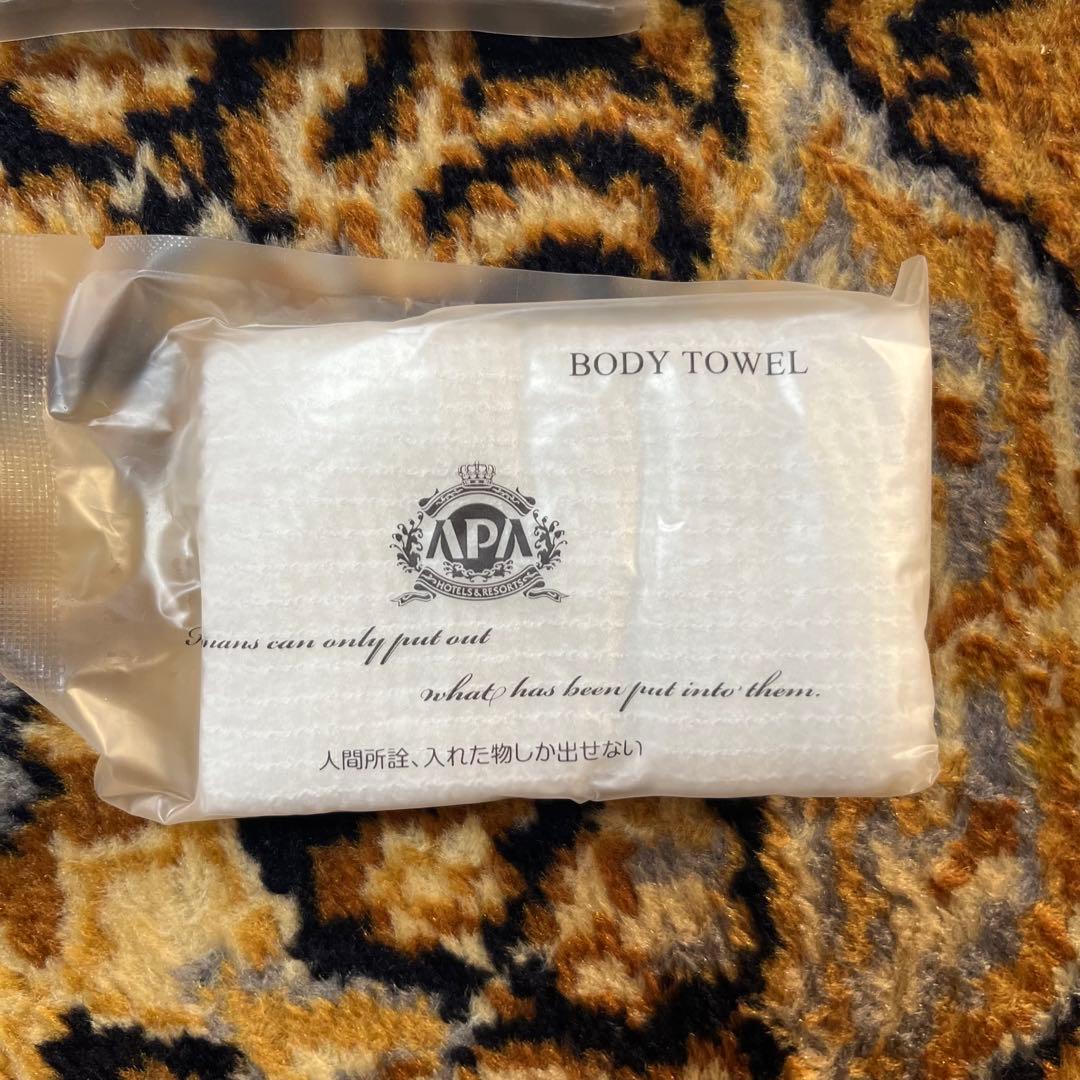 BODY TOWEL
APA
HOTELS & RESORTS
mans can only put out
what has been put into them.
人間所詮、入れた物しか出せない